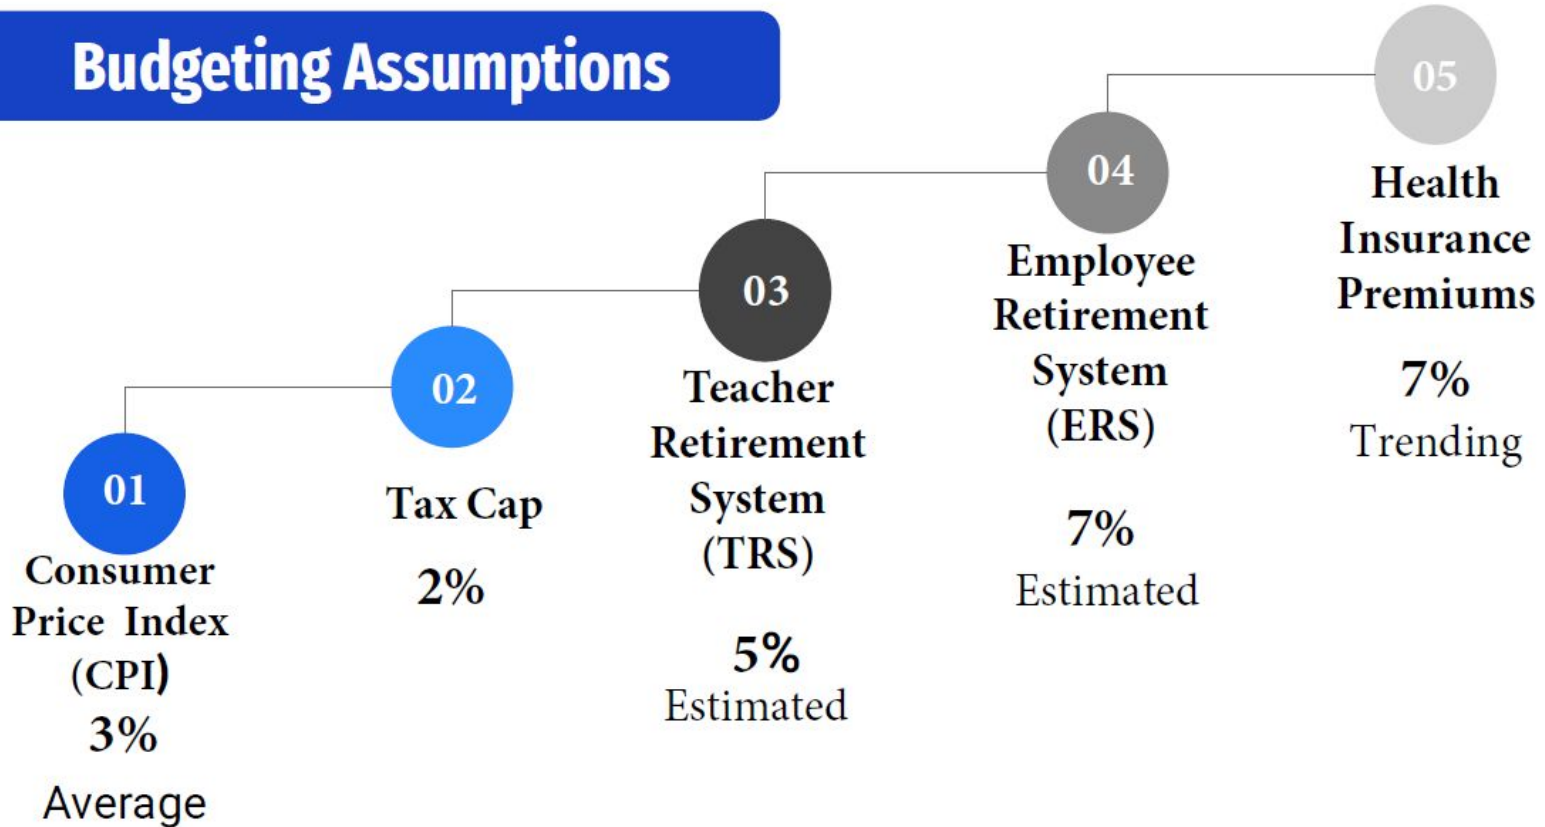 Budgeting Assumptions
01
Consumer
Price Index
(CPI)
3%
Average
02
Tax Cap
2%
03
Teacher
Retirement
System
(TRS)
5%
Estimated
04
Employee
Retirement
System
(ERS)
7%
Estimated
05
Health
Insurance
Premiums
7%
Trending